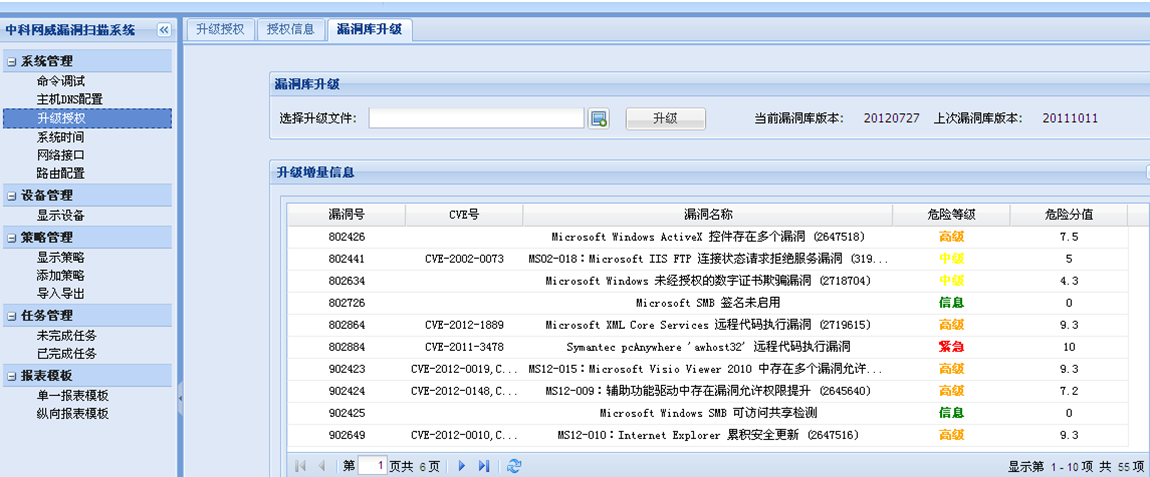 中科网威漏洞扫描系统
升级授权 授权信息 漏洞库升级
系统管理
命令调试
主机DNS配置
升级授权
系统时间
网络接口
路由配置
设备管理
显示设备
策略管理
显示策略
添加策略
导入导出
任务管理
未完成任务
已完成任务
报表模板
单一报表模板
纵向报表模板
漏洞库升级
选择升级文件: 升级 当前漏洞库版本: 20120727 上次漏洞库版本: 20111011
升级增量信息
漏洞号 CVE号 漏洞名称 危险等级 危险分值
802426 Microsoft Windows ActiveX 控件存在多个漏洞 (2647518) 高级 7.5
802441 CVE-2002-0073 MS02-018：Microsoft IIS FTP 连接状态请求拒绝服务漏洞 (319... 中级 5
802634 Microsoft Windows 未经授权的数字证书欺骗漏洞 (2718704) 中级 4.3
802726 Microsoft SMB 签名未启用 信息 0
802864 CVE-2012-1889 Microsoft XML Core Services 远程代码执行漏洞 (2719615) 高级 9.3
802884 CVE-2011-3478 Symantec pcAnywhere 'awhost32' 远程代码执行漏洞 紧急 10
902423 CVE-2012-0019,C... MS12-015：Microsoft Visio Viewer 2010 中存在多个漏洞允许... 高级 9.3
902424 CVE-2012-0148,C... MS12-009：辅助功能驱动中存在漏洞允许权限提升 (2645640) 高级 7.2
902425 Microsoft Windows SMB 可访问共享检测 信息 0
902649 CVE-2012-0010,C... MS12-010：Internet Explorer 累积安全更新 (2647516) 高级 9.3
第 1 页共 6 页 显示第 1 - 10 项 共 55 项